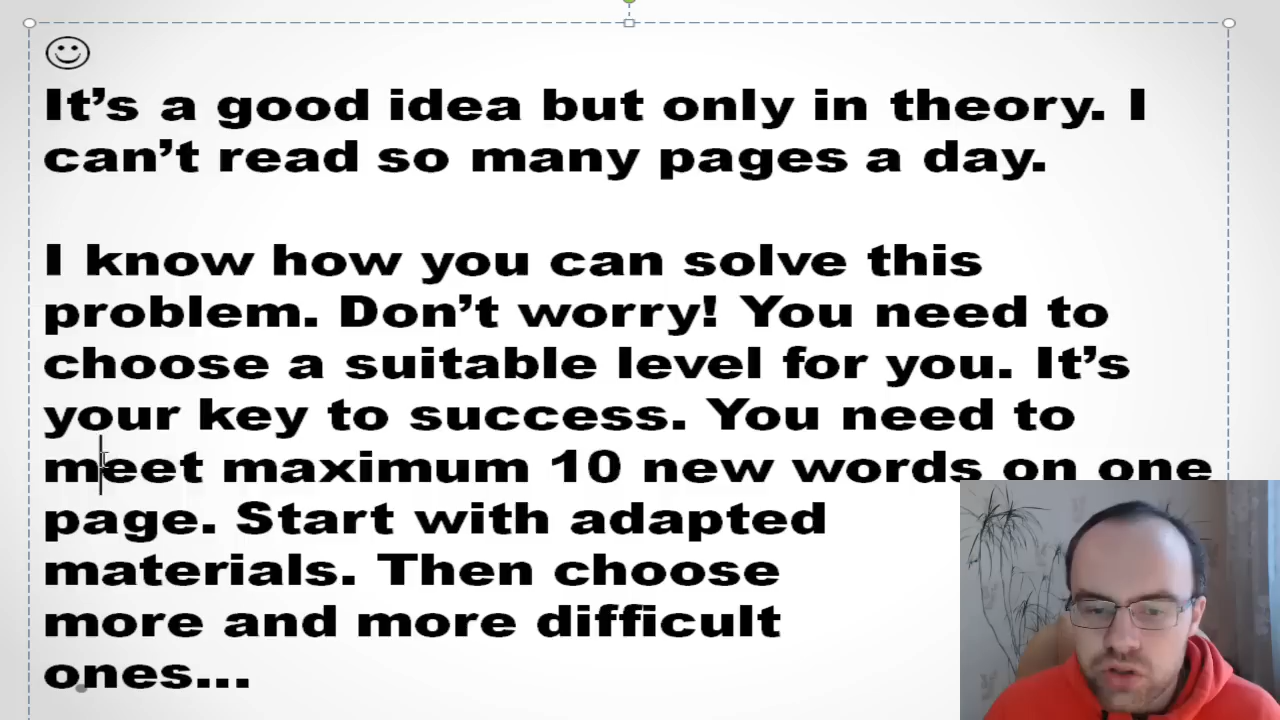 It’s a good idea but only in theory. I
can’t read so many pages a day.
I know how you can solve this
problem. Don’t worry! You need to
choose a suitable level for you. It’s
your key to success. You need to
meet maximum 10 new words on one
page. Start with adapted
materials. Then choose
more and more difficult
ones...